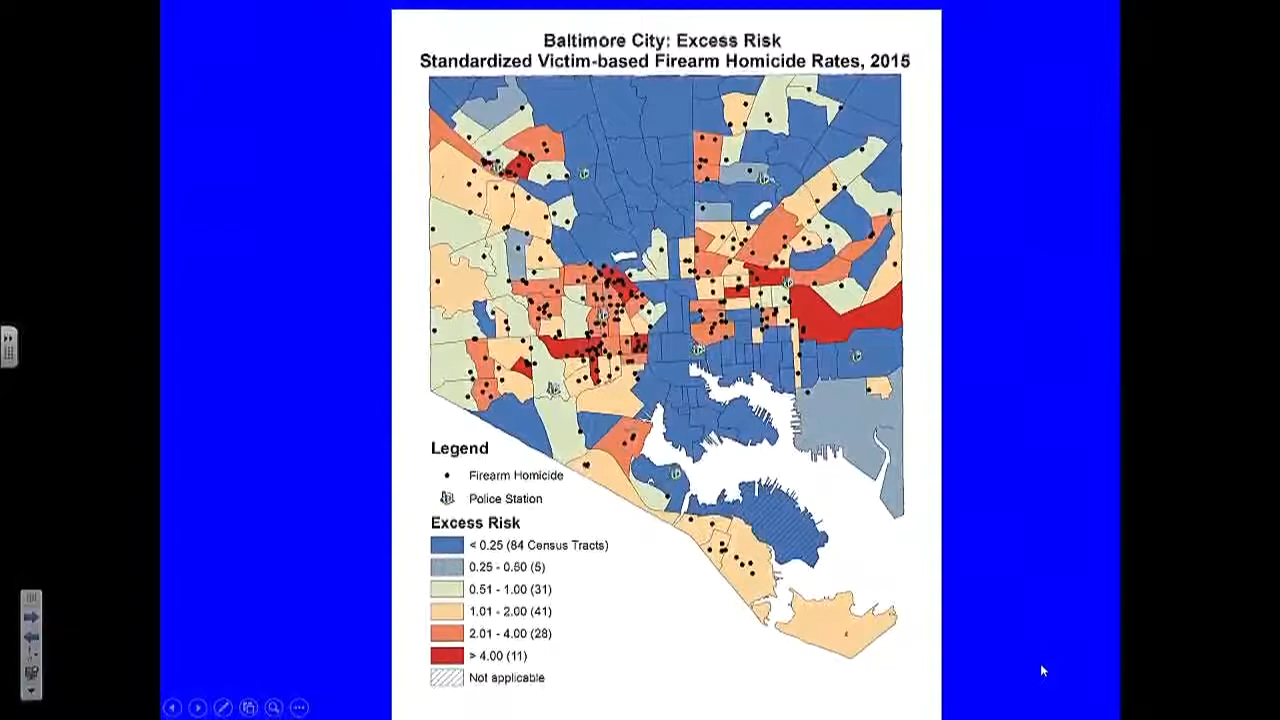 Baltimore City: Excess Risk
Standardized Victim-based Firearm Homicide Rates, 2015
Legend
Firearm Homicide
Police Station
Excess Risk
< 0.25 (84 Census Tracts)
0.25 - 0.50 (5)
0.51 - 1.00 (31)
1.01 - 2.00 (41)
2.01 - 4.00 (28)
> 4.00 (11)
Not applicable